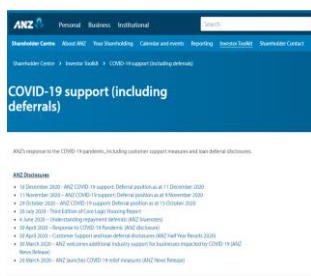 ANZ
Personal Business Institutional
Search
Shareholder Centre About ANZ Your Shareholding Calendar and events Reporting Investor Toolkit Shareholder Contact
Shareholder Centre > Investor Toolkit > COVID-19 support (including deferrals)
COVID-19 support (including
deferrals)
ANZ's response to the COVID-19 pandemic, including customer support measures and loan deferral disclosures.
ANZ Disclosures
December 2020 - ANZ COVID-19 support: Deferral position as at 11 December
2020
11 November 2020 - ANZ COVID-19 support: Deferral position as at 9 November
2020
29 October 2020 - ANZ COVID-19 support: Deferral position as at 15 October 2020
July 2020 - Third Edition of Core Logic Housing Report
4 June 2020 - Understanding repayment deferrals (ANZ bluenotes)
30 April 2020 - Response to COVID-19 Pandemic (ANZ disclosure)
30 April 2020 - Customer Support and loan deferral disclosures (ANZ Half Year Results 2020)
30 March 2020 - ANZ welcomes additional industry support for businesses impacted by COVID-19 (ANZ
News Release)
March 2020 - ANZ launches COVID-19 relief measures (ANZ News Release)